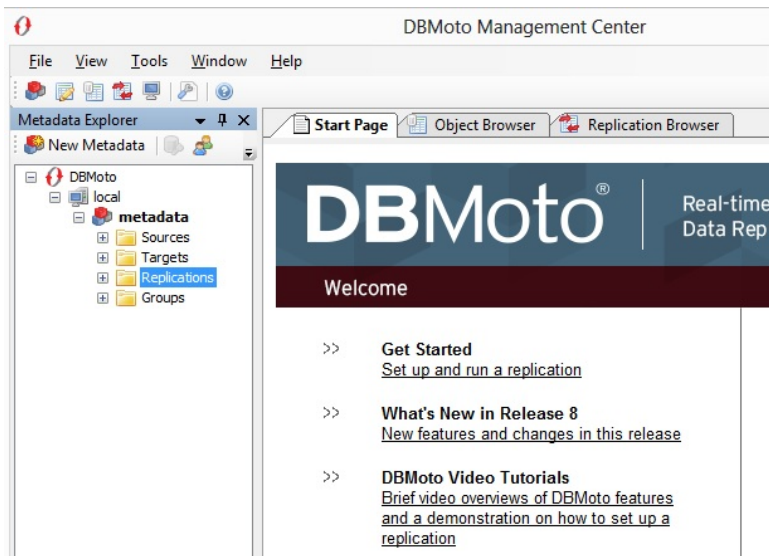 DBMoto Management Center
File View Tools Window Help
Metadata Explorer
Start Page Object Browser Replication Browser
New Metadata
DBMoto
local
metadata
Sources
Targets
Replications
Groups
DBMoto®
Real-time
Data Rep
Welcome
>> Get Started
Set up and run a replication
>> What's New in Release 8
New features and changes in this release
>> DBMoto Video Tutorials
Brief video overviews of DBMoto features
and a demonstration on how to set up a
replication